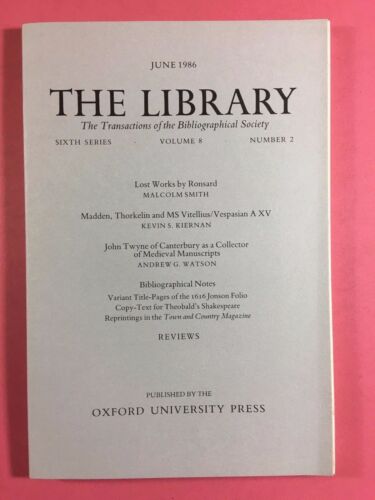 JUNE 1986
THE LIBRARY
The Transactions of the Bibliographical Society
SIXTH SERIES · VOLUME 8 · NUMBER 2
Lost Works by Ronsard
MALCOLM SMITH
Madden, Thorkelin and MS Vitellius/Vespasian A XV
KEVIN S. KIERNAN
John Twyne of Canterbury as a Collector
of Medieval Manuscripts
ANDREW G. WATSON
Bibliographical Notes
Variant Title-Pages of the 1616 Jonson Folio
Copy-Text for Theobald's Shakespeare
Reprintings in the Town and Country Magazine
REVIEWS
PUBLISHED BY THE
OXFORD UNIVERSITY PRESS